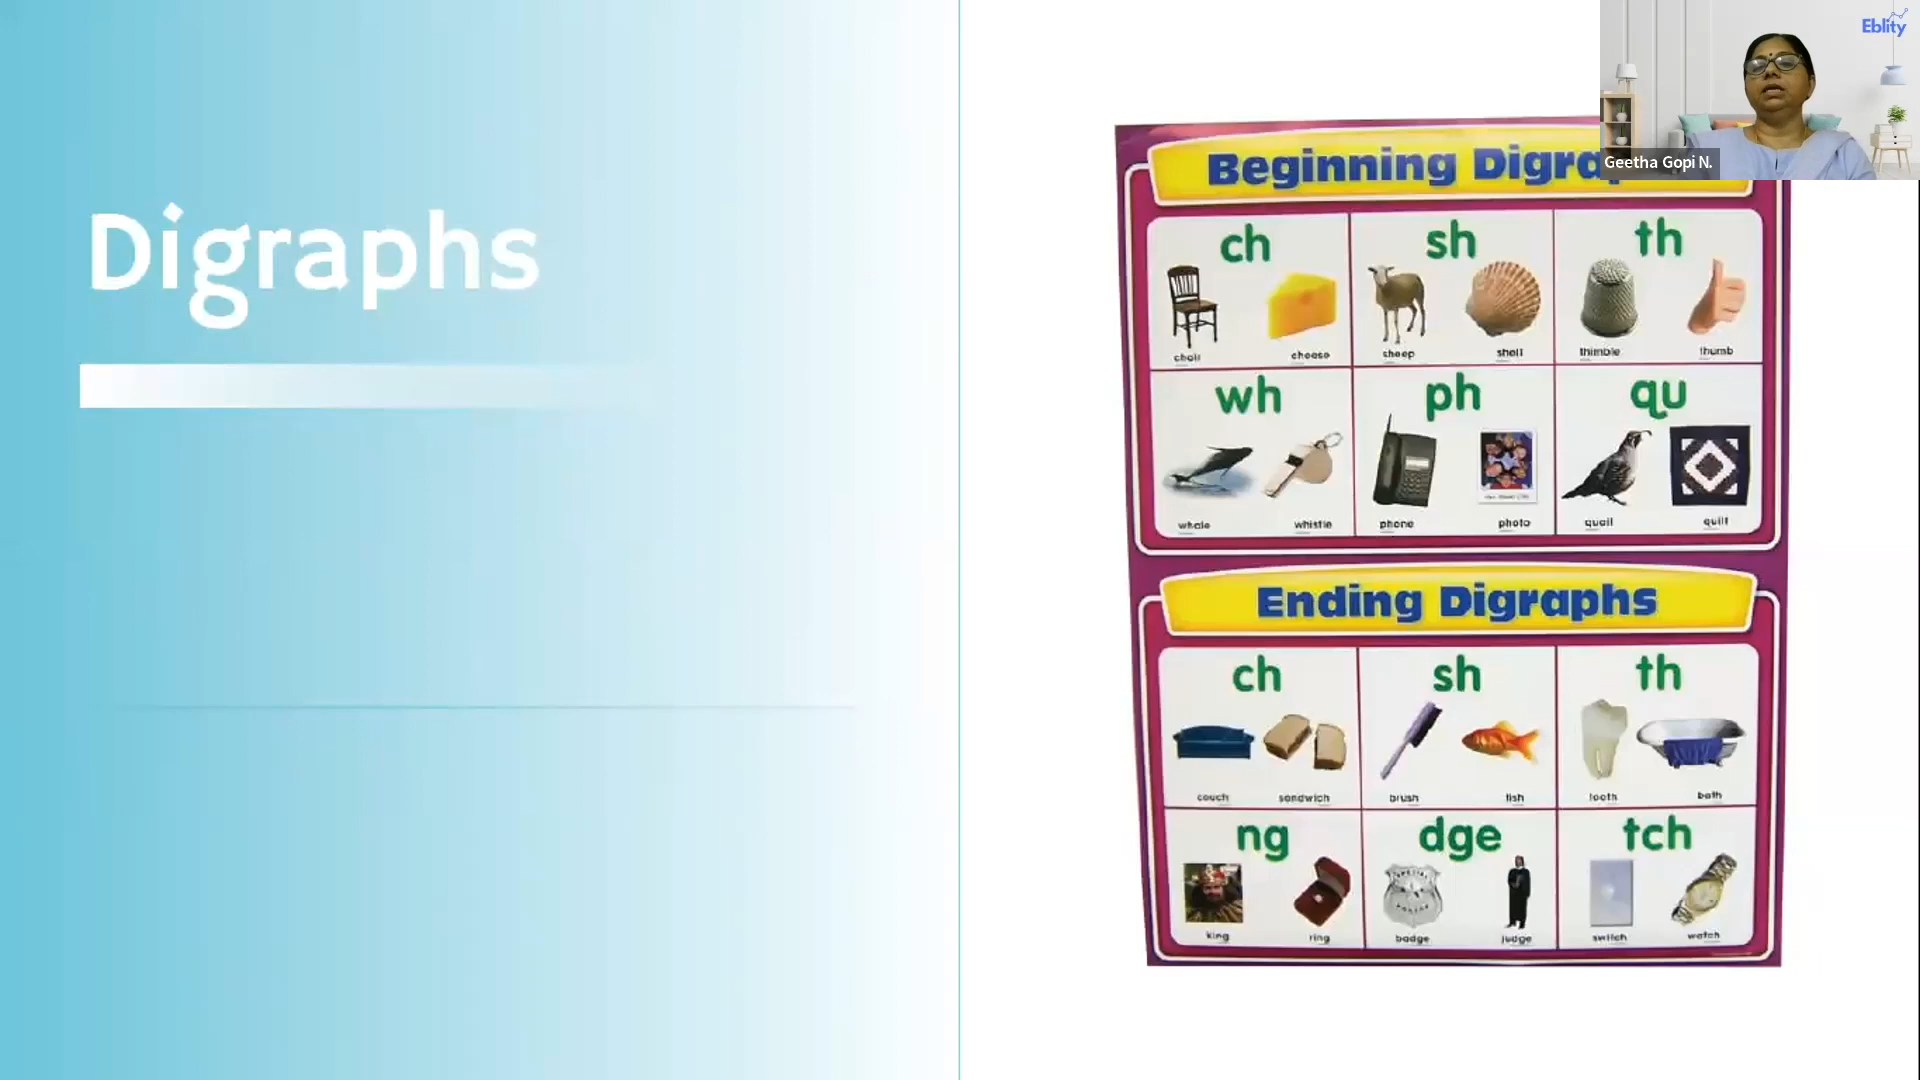 Eblity
Geetha Gopi N.
Digraphs
Beginning Digra
ch sh th
chair cheese sheep shell thimble thumb
wh ph qu
whale whistle phone photo quail quilt
Ending Digraphs
ch sh th
couch sandwich brush fish tooth bath
ng dge tch
king ring badge judge switch watch